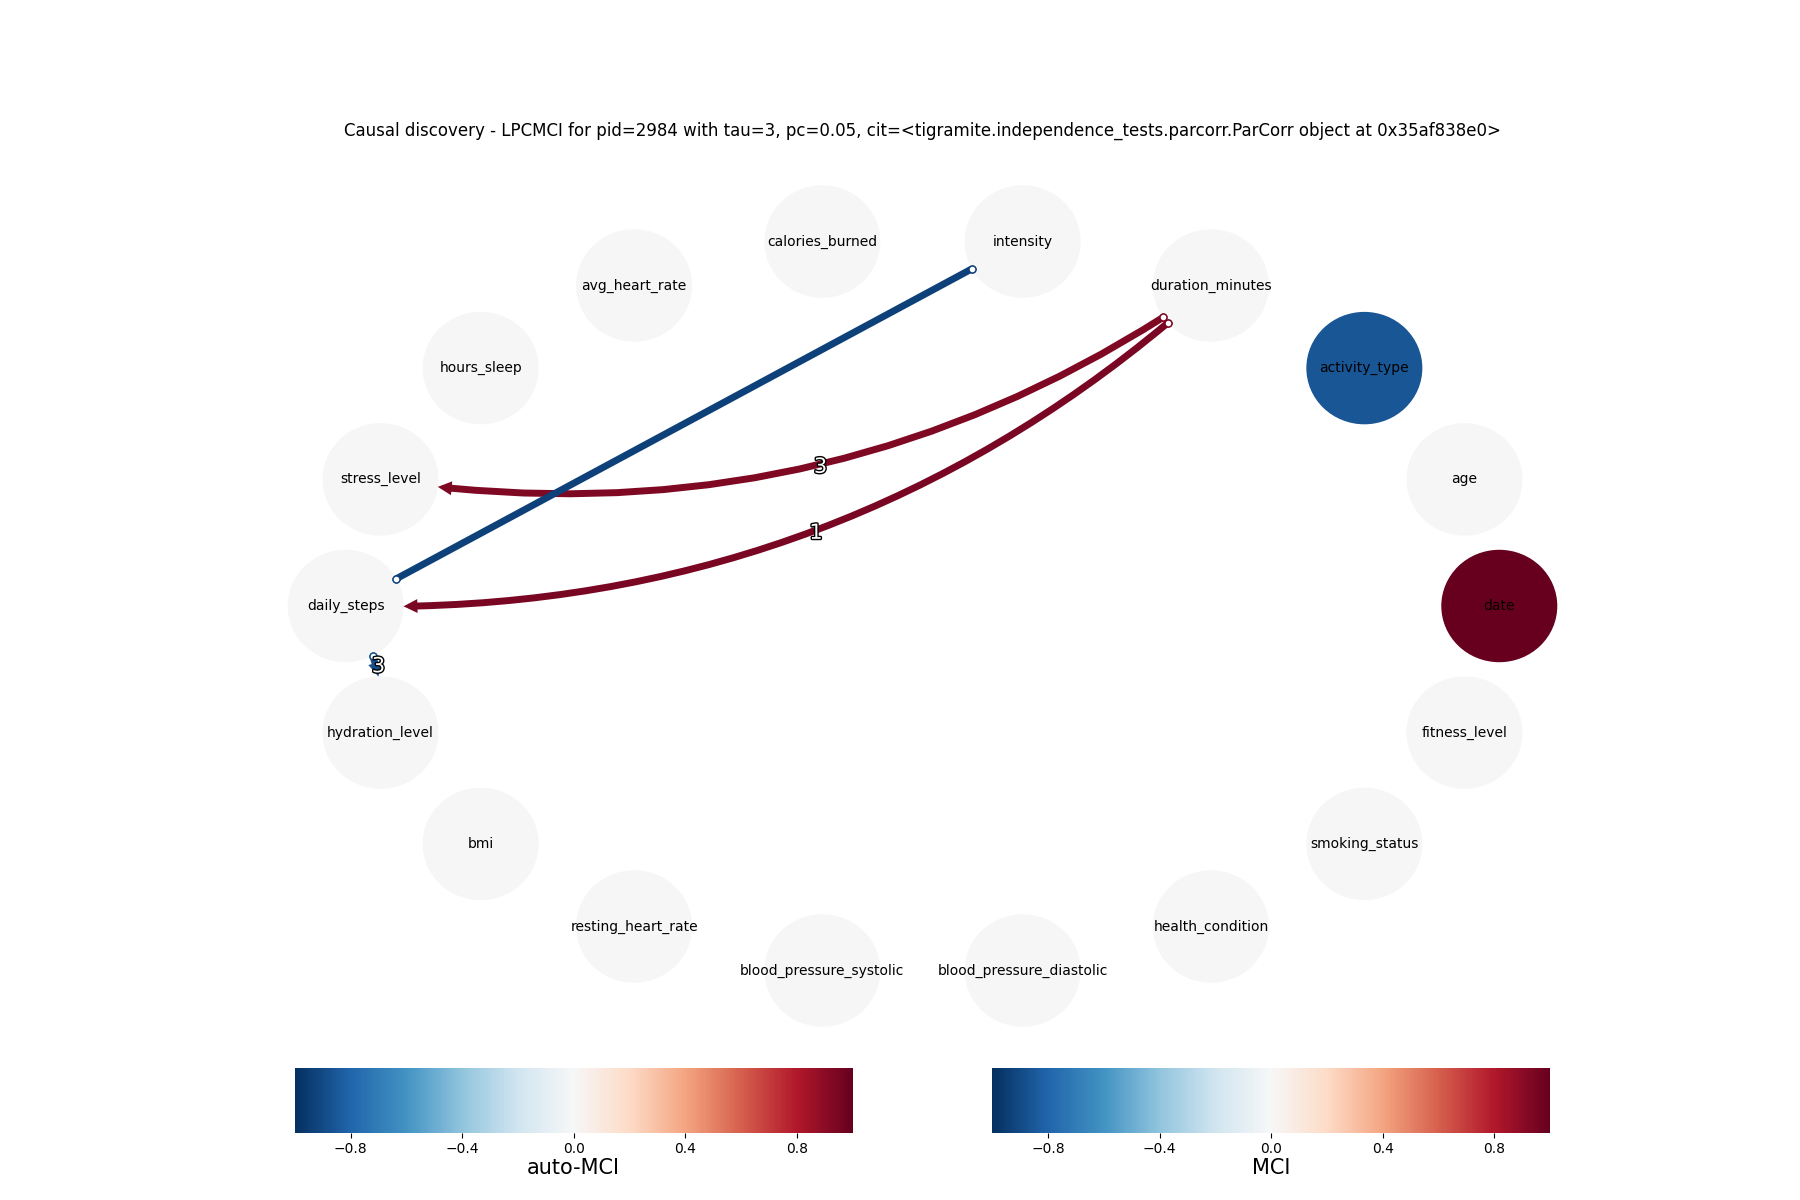 Causal discovery - LPCMCI for pid=2984 with tau=3, pc=0.05, cit=<tigramite.independence_tests.parcorr.ParCorr object at 0x35af838e0>
calories_burned
intensity
avg_heart_rate
duration_minutes
hours_sleep
activity_type
3
stress_level
age
1
daily_steps
date
3
hydration_level
fitness_level
bmi
smoking_status
resting_heart_rate
health_condition
blood_pressure_systolic
blood_pressure_diastolic
−0.8 −0.4 0.0 0.4 0.8
auto-MCI
−0.8 −0.4 0.0 0.4 0.8
MCI